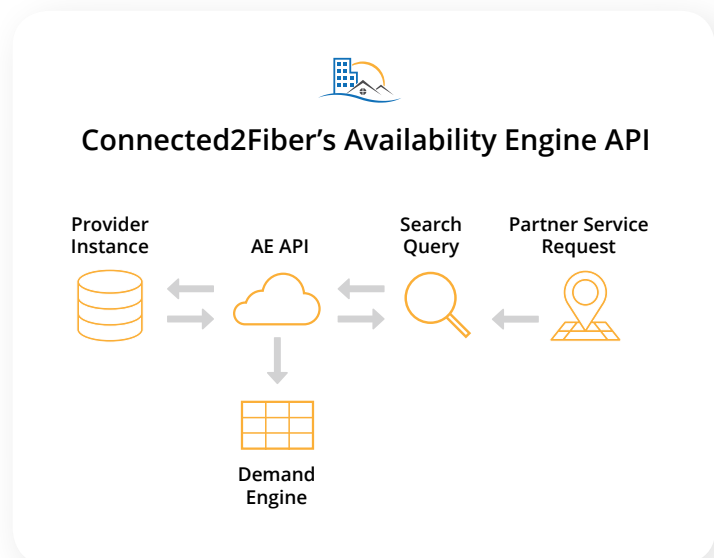 Connected2Fiber’s Availability Engine API
Provider
Instance
AE API
Search
Query
Partner Service
Request
Demand
Engine